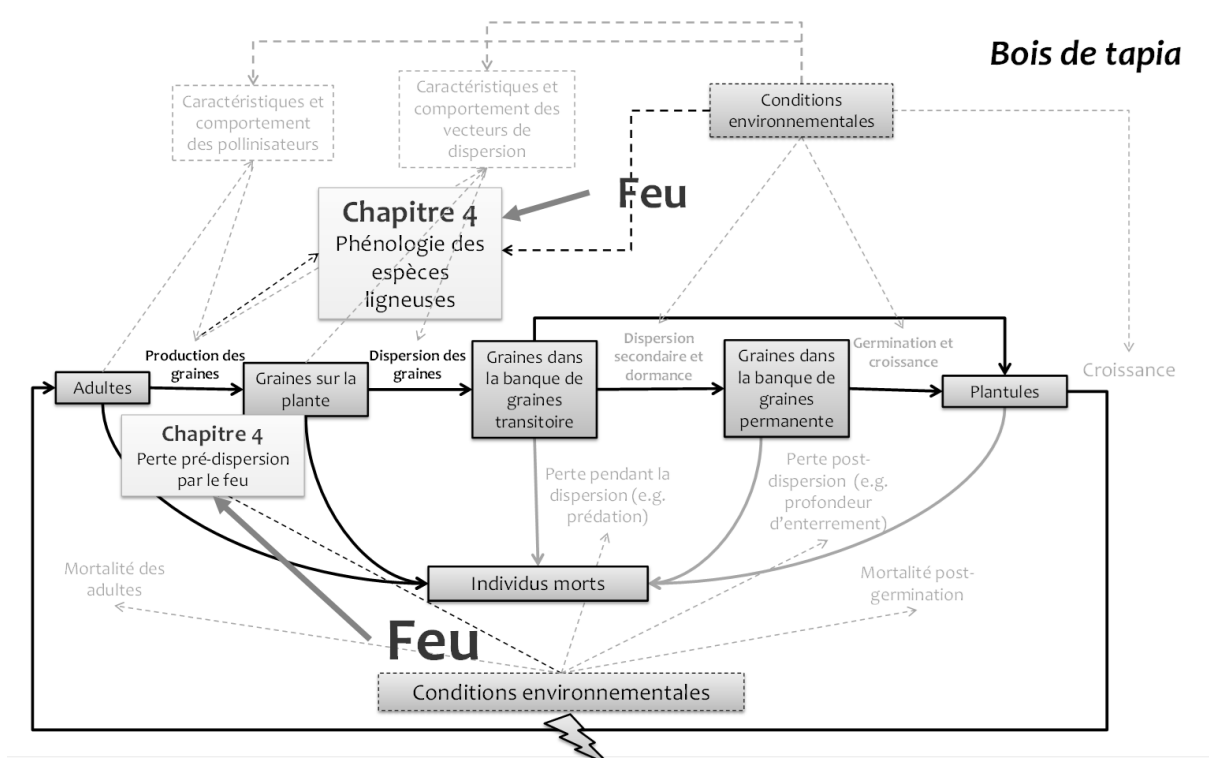 Bois de tapia
Caractéristiques et
comportement
des pollinisateurs
Caractéristiques et
comportement des
vecteurs de
dispersion
Conditions
environnementales
Feu
Chapitre 4
Phénologie des
espèces
ligneuses
Production des
graines
Dispersion des
graines
Dispersion
secondaire et
dormance
Germination et
croissance
Croissance
Adultes
Graines sur la
plante
Graines dans
la banque de
graines
transitoire
Graines dans
la banque de
graines
permanente
Plantules
Chapitre 4
Perte pré-dispersion
par le feu
Perte pendant la
dispersion (e.g.
prédation)
Perte post-
dispersion (e.g.
profondeur
d'enterrement)
Mortalité des
adultes
Individus morts
Mortalité post-
germination
Feu
Conditions environnementales